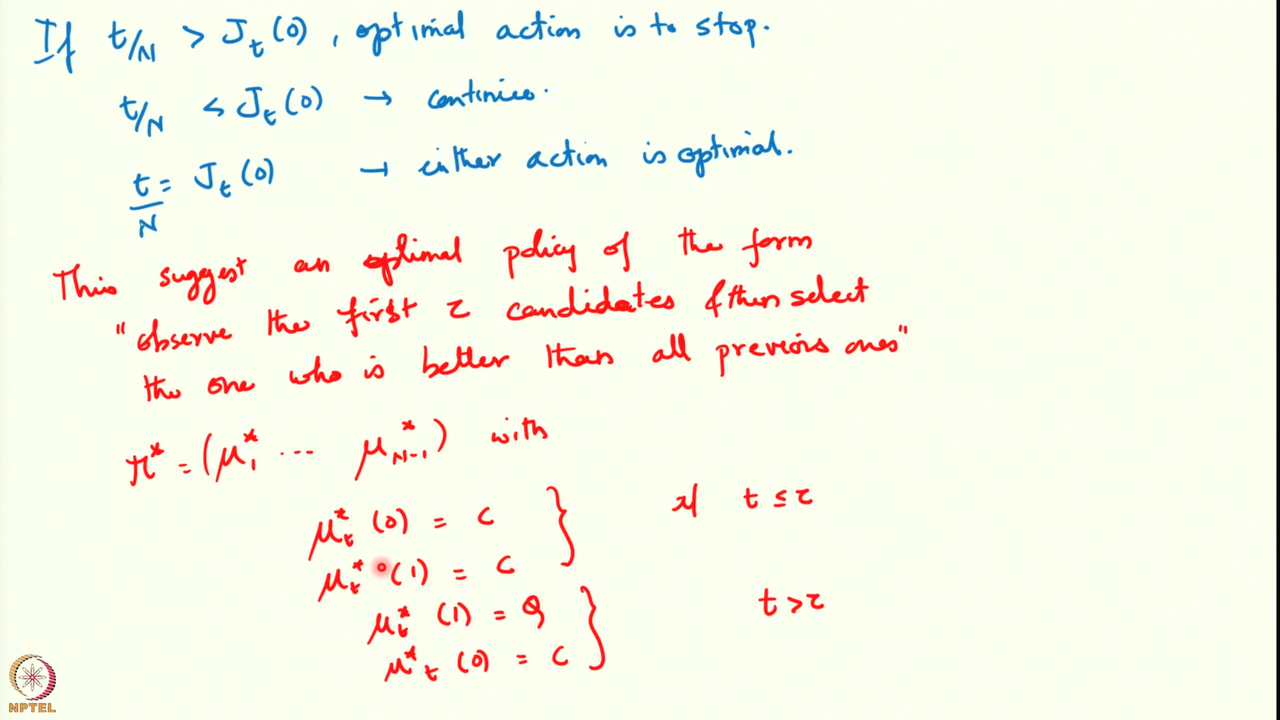 If t/N > J_t(0), optimal action is to stop.
t/N < J_t(0) → continues.
t/N = J_t(0) → either action is optimal.
This suggest an optimal policy of the form
"observe the first τ candidates & then select
the one who is better than all previous ones"
π* = (μ*_1 ... μ*_{N-1}) with
μ*_t (0) = C } if t ≤ τ
μ*_t (1) = C
μ*_t (1) = Q } t > τ
μ*_t (0) = C
NPTEL